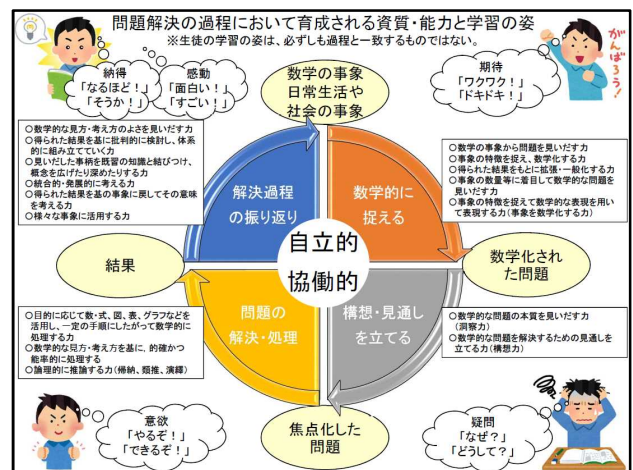 問題解決の過程において育成される資質・能力と学習の姿
※生徒の学習の姿は、必ずしも過程と一致するものではない。
納得
「なるほど！」
「そうか！」
感動
「面白い！」
「すごい！」
数学の事象
日常生活や
社会の事象
期待
「ワクワク！」
「ドキドキ！」
がんばろう！
○数学的な見方・考え方のよさを見いだす力
○得られた結果を基に批判的に検討し、体系
的に組み立てていく力
○見いだした事柄を既習の知識と結びつけ、
概念を広げたり深めたりする力
○統合的・発展的に考える力
○得られた結果を基の事象に戻してその意味
を考える力
○様々な事象に活用する力
解決過程
の振り返り
数学的に
捉える
○数学の事象から問題を見いだす力
○事象の特徴を捉え、数学化する力
○得られた結果をもとに拡張・一般化する力
○事象の数量等に着目して数学的な問題を
見いだす力
○事象の特徴を捉えて数学的な表現を用い
て表現する力（事象を数学化する力）
自立的
協働的
結果
数学化され
た問題
○目的に応じて数・式、図、表、グラフなどを
活用し、一定の手順にしたがって数学的に
処理する力
○数学的な見方・考え方を基に、的確かつ
能率的に処理する
○論理的に推論する力（帰納、類推、演繹）
問題の
解決・処理
構想・見通し
を立てる
○数学的な問題の本質を見いだす力
（洞察力）
○数学的な問題を解決するための見通しを
立てる力（構想力）
意欲
「やるぞ！」
「できるぞ！」
焦点化した
問題
疑問
「なぜ？」
「どうして？」